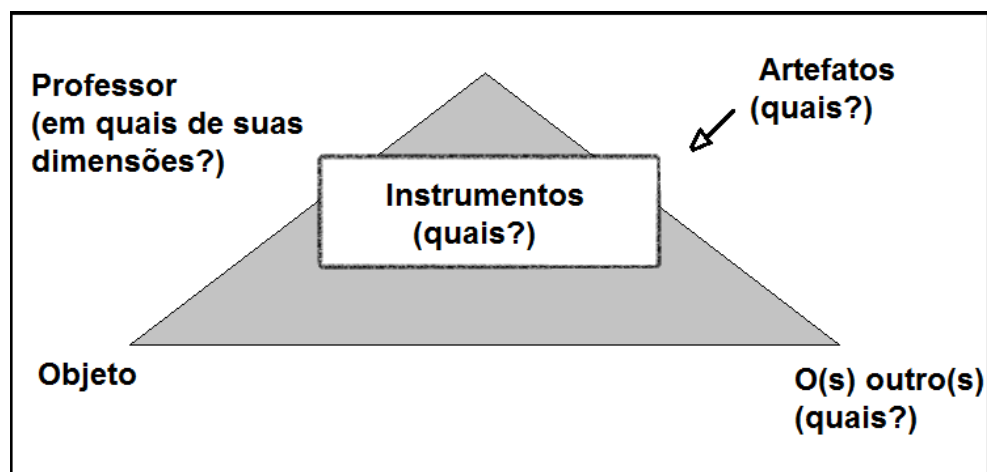 Professor
(em quais de suas
dimensões?)
Artefatos
(quais?)
Instrumentos
(quais?)
Objeto
O(s) outro(s)
(quais?)